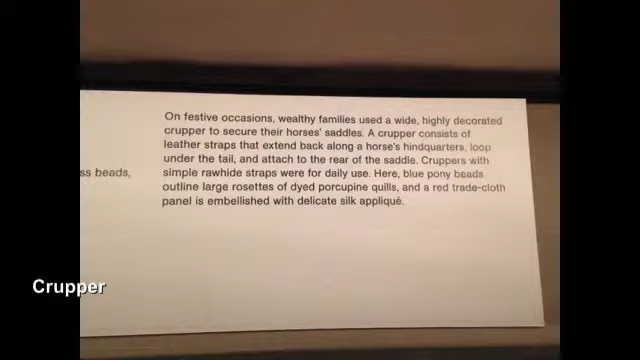 On festive occasions, wealthy families used a wide, highly decorated
crupper to secure their horses' saddles. A crupper consists of
leather straps that extend back along a horse's hindquarters, loop
under the tail, and attach to the rear of the saddle. Cruppers with
simple rawhide straps were for daily use. Here, blue pony beads
outline large rosettes of dyed porcupine quills, and a red trade-cloth
panel is embellished with delicate silk appliqué.
ss beads,
Crupper